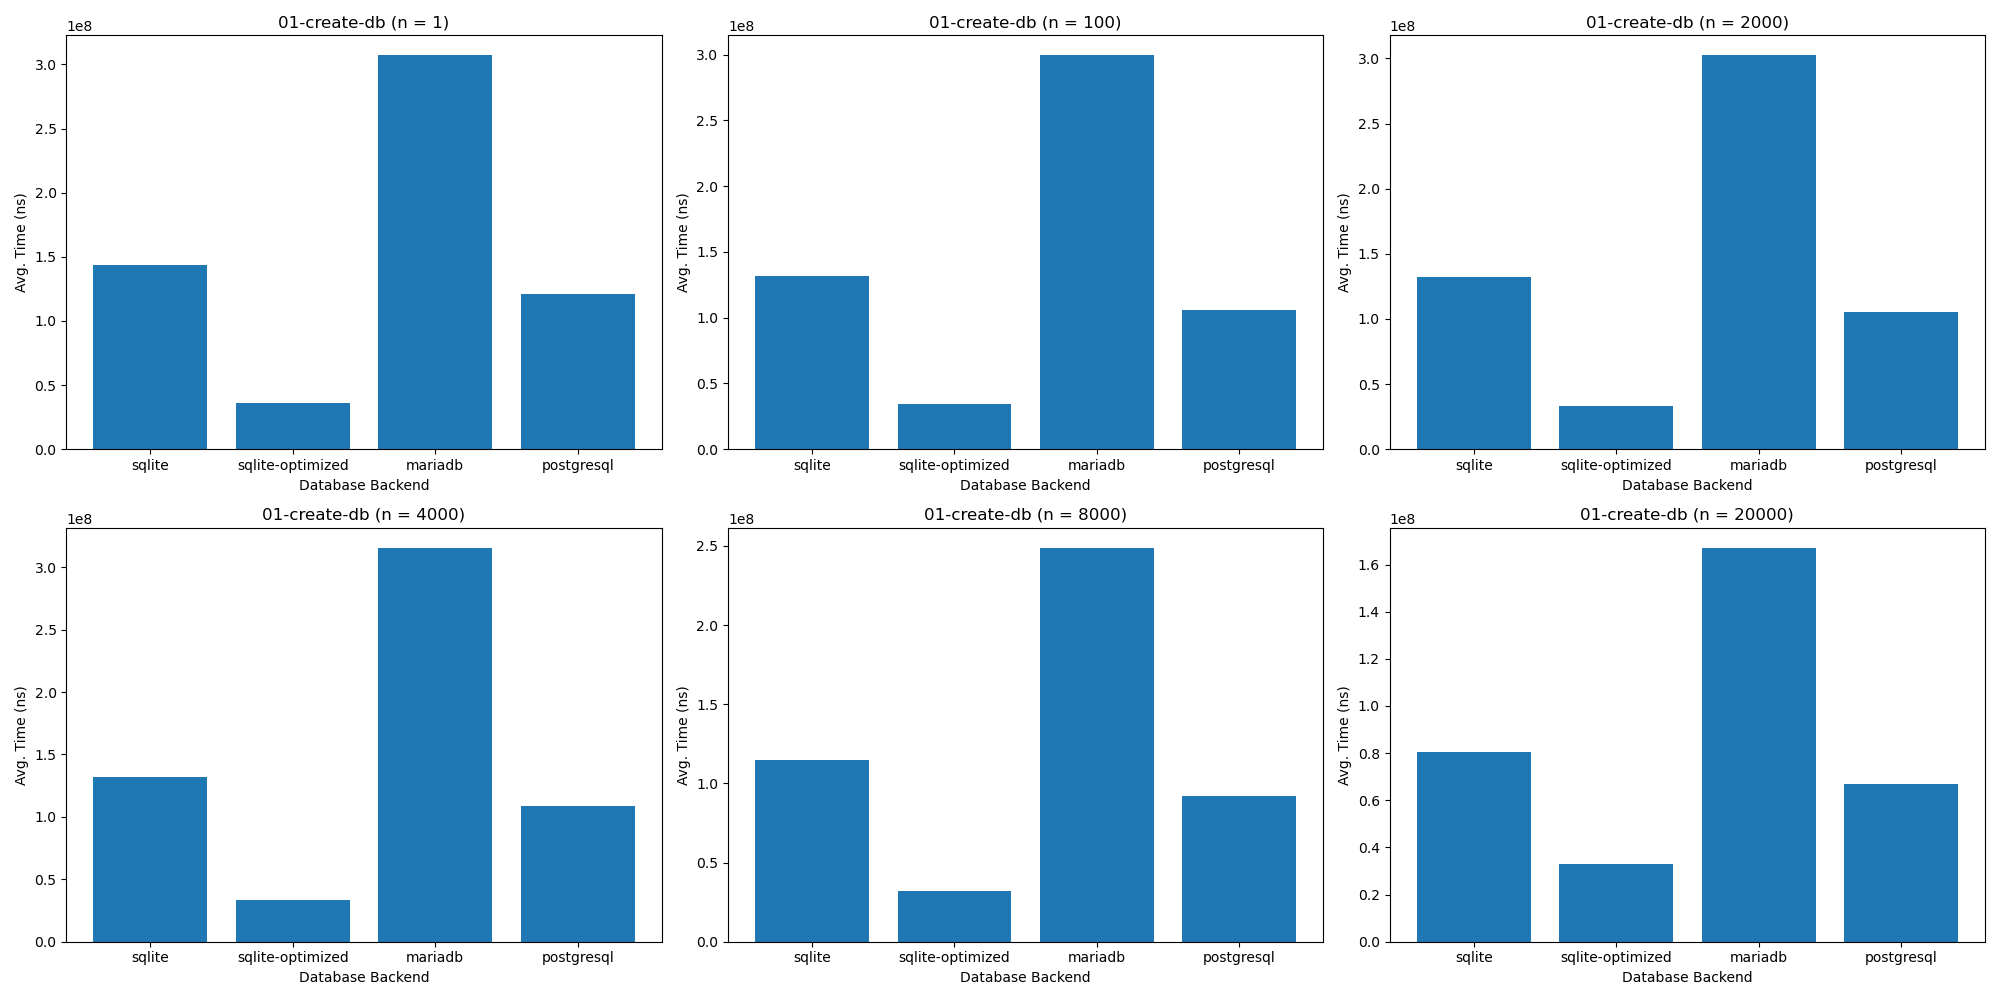 01-create-db (n = 1)
1e8
3.0
2.5
2.0
1.5
1.0
0.5
0.0
Avg. Time (ns)
sqlite
sqlite-optimized
mariadb
postgresql
Database Backend
01-create-db (n = 100)
1e8
3.0
2.5
2.0
1.5
1.0
0.5
0.0
Avg. Time (ns)
sqlite
sqlite-optimized
mariadb
postgresql
Database Backend
01-create-db (n = 2000)
1e8
3.0
2.5
2.0
1.5
1.0
0.5
0.0
Avg. Time (ns)
sqlite
sqlite-optimized
mariadb
postgresql
Database Backend
01-create-db (n = 4000)
1e8
3.0
2.5
2.0
1.5
1.0
0.5
0.0
Avg. Time (ns)
sqlite
sqlite-optimized
mariadb
postgresql
Database Backend
01-create-db (n = 8000)
1e8
2.5
2.0
1.5
1.0
0.5
0.0
Avg. Time (ns)
sqlite
sqlite-optimized
mariadb
postgresql
Database Backend
01-create-db (n = 20000)
1e8
1.6
1.4
1.2
1.0
0.8
0.6
0.4
0.2
0.0
Avg. Time (ns)
sqlite
sqlite-optimized
mariadb
postgresql
Database Backend